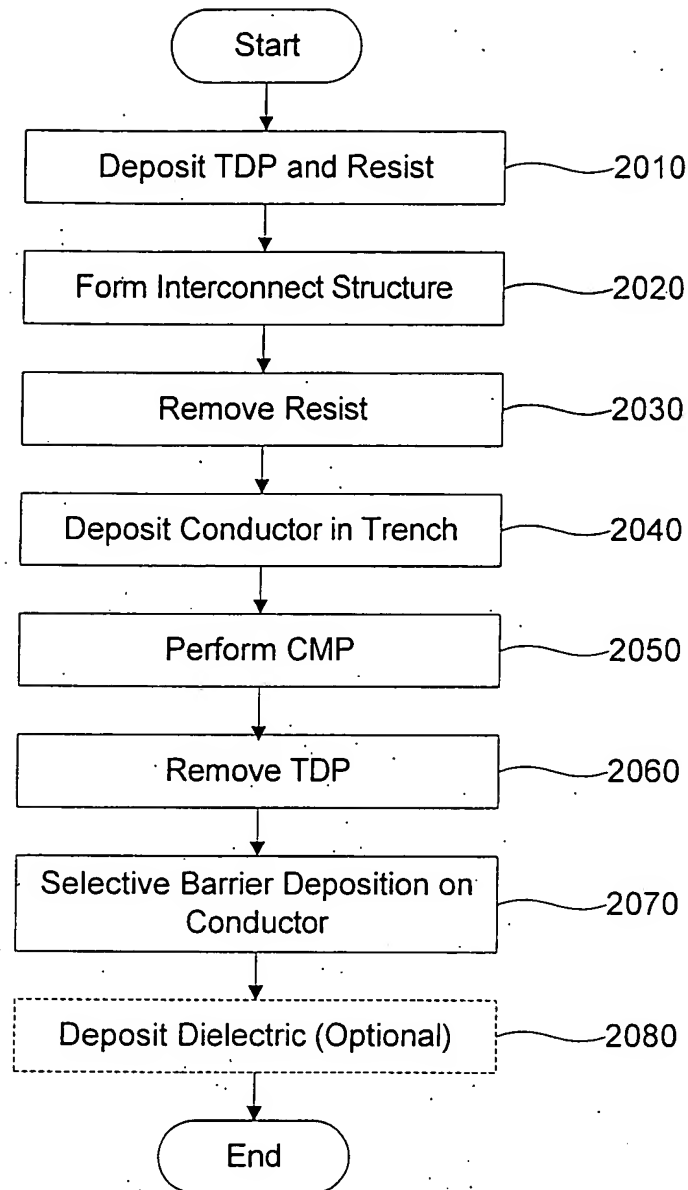 Start
Deposit TDP and Resist
2010
Form Interconnect Structure
2020
Remove Resist
2030
Deposit Conductor in Trench
2040
Perform CMP
2050
Remove TDP
2060
Selective Barrier Deposition on
Conductor
2070
Deposit Dielectric (Optional)
2080
End